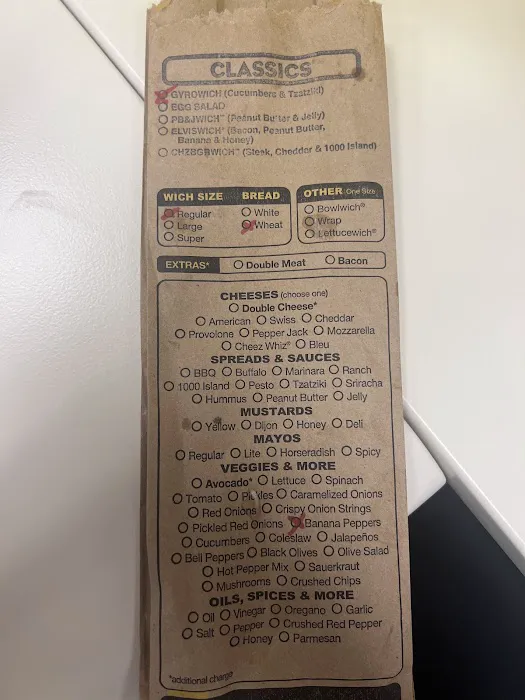 CLASSICS
GYROWICH (Cucumbers & Tzatziki)
EGG SALAD
PB&JWICH™ (Peanut Butter & Jelly)
ELVISWICH® (Bacon, Peanut Butter,
Banana & Honey)
CHZBGRWICH™ (Steak, Cheddar & 1000 Island)
WICH SIZE BREAD
Regular White
Large Wheat
Super
OTHER One Size
Bowlwich®
Wrap
Lettucewich®
EXTRAS* Double Meat Bacon
CHEESES (choose one)
Double Cheese*
American Swiss Cheddar
Provolone Pepper Jack Mozzarella
Cheez Whiz® Bleu
SPREADS & SAUCES
BBQ Buffalo Marinara Ranch
1000 Island Pesto Tzatziki Sriracha
Hummus Peanut Butter Jelly
MUSTARDS
Yellow Dijon Honey Deli
MAYOS
Regular Lite Horseradish Spicy
VEGGIES & MORE
Avocado* Lettuce Spinach
Tomato Pickles Caramelized Onions
Red Onions Crispy Onion Strings
Pickled Red Onions Banana Peppers
Cucumbers Coleslaw Jalapeños
Bell Peppers Black Olives Olive Salad
Hot Pepper Mix Sauerkraut
Mushrooms Crushed Chips
OILS, SPICES & MORE
Oil Vinegar Oregano Garlic
Salt Pepper Crushed Red Pepper
Honey Parmesan
*additional charge